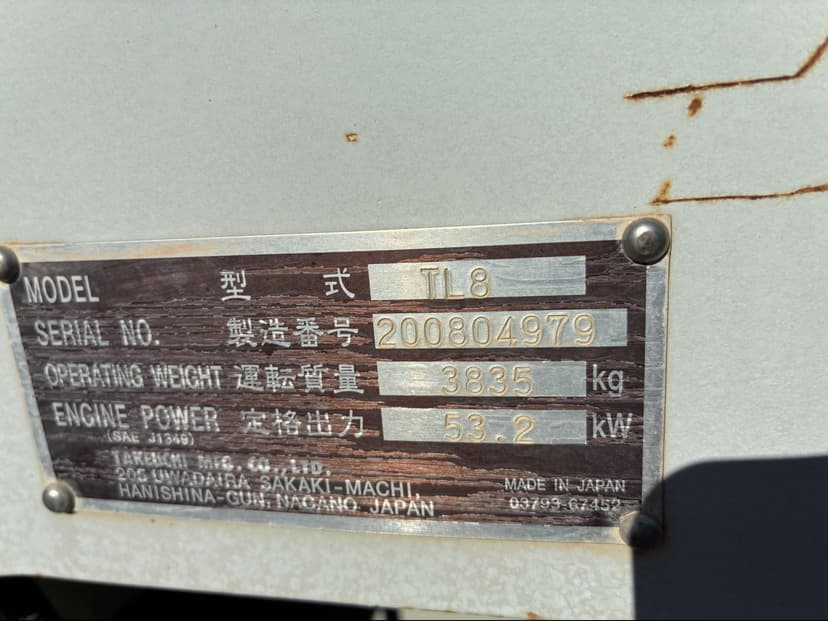 MODEL 型 式 TL8
SERIAL NO. 製造番号 200804979
OPERATING WEIGHT 運転質量 3835 kg
ENGINE POWER 定格出力 53.2 kW
(SAE J1349)
TAKEUCHI MFG. CO., LTD.
205 UWADAIRA SAKAKI-MACHI,
HANISHINA-GUN, NAGANO JAPAN
MADE IN JAPAN
03793-67452